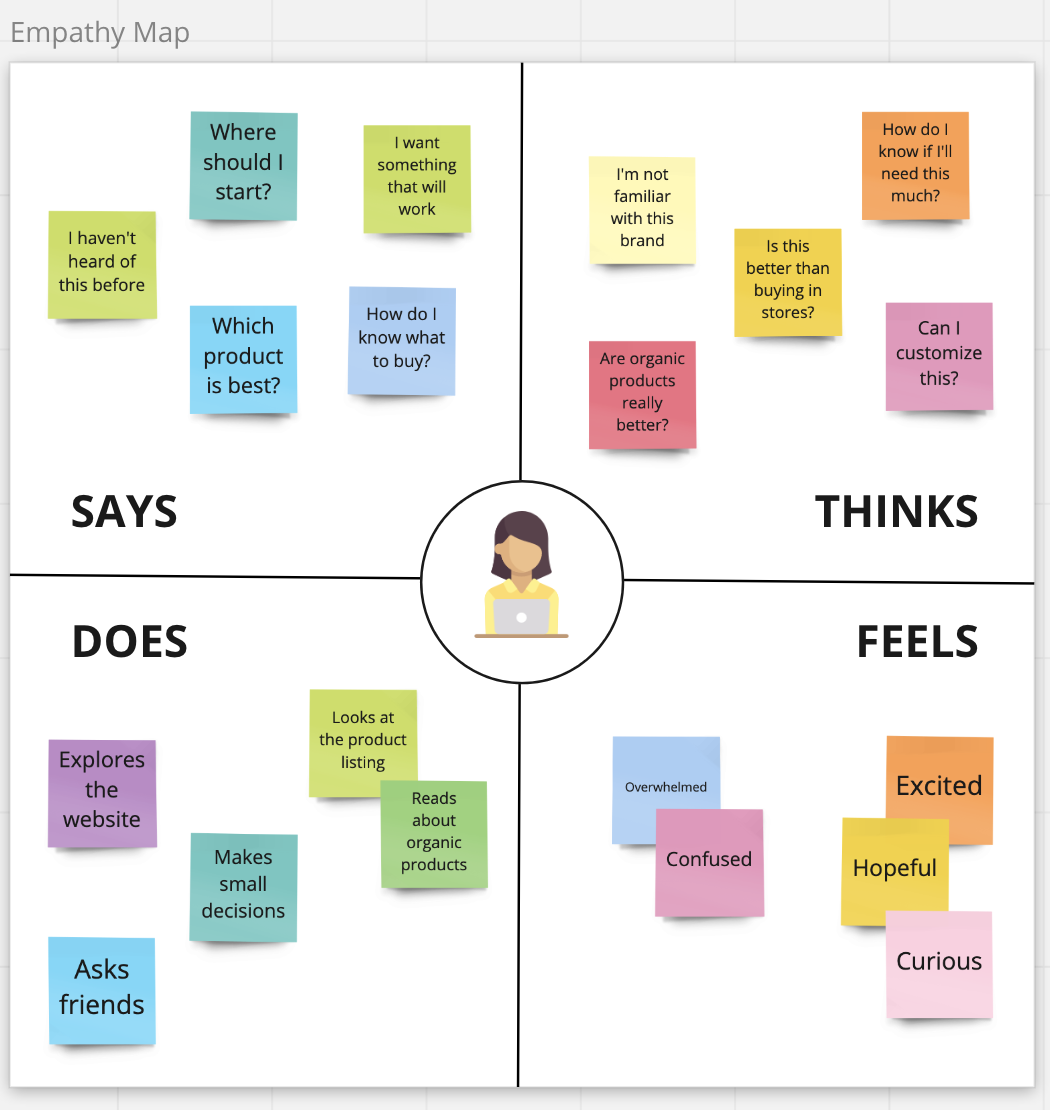 Empathy Map
Where
should I
start?
I want
something
that will
work
I haven't
heard of
this before
Which
product
is best?
How do I
know what
to buy?
SAYS
I'm not
familiar
with this
brand
How do I
know if I'll
need this
much?
Is this
better than
buying in
stores?
Can I
customize
this?
Are organic
products
really
better?
THINKS
DOES
Looks at
the product
listing
Explores
the
website
Reads
about
organic
products
Makes
small
decisions
Asks
friends
FEELS
Overwhelmed
Confused
Excited
Hopeful
Curious